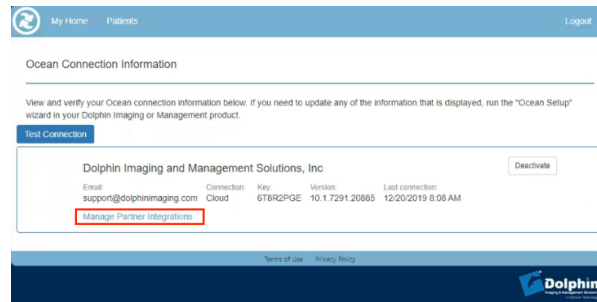 My Home Patients Logout
Ocean Connection Information
View and verify your Ocean connection information below. If you need to update any of the information that is displayed, run the "Ocean Setup"
wizard in your Dolphin Imaging or Management product.
Test Connection
Dolphin Imaging and Management Solutions, Inc Deactivate
Email: Connection: Key: Version: Last connection:
support@dolphinimaging.com Cloud 6T8R2PGE 10.1.7291.20885 12/20/2019 8:08 AM
Manage Partner Integrations
Terms of Use Privacy Policy
Dolphin
Imaging & Management Solutions